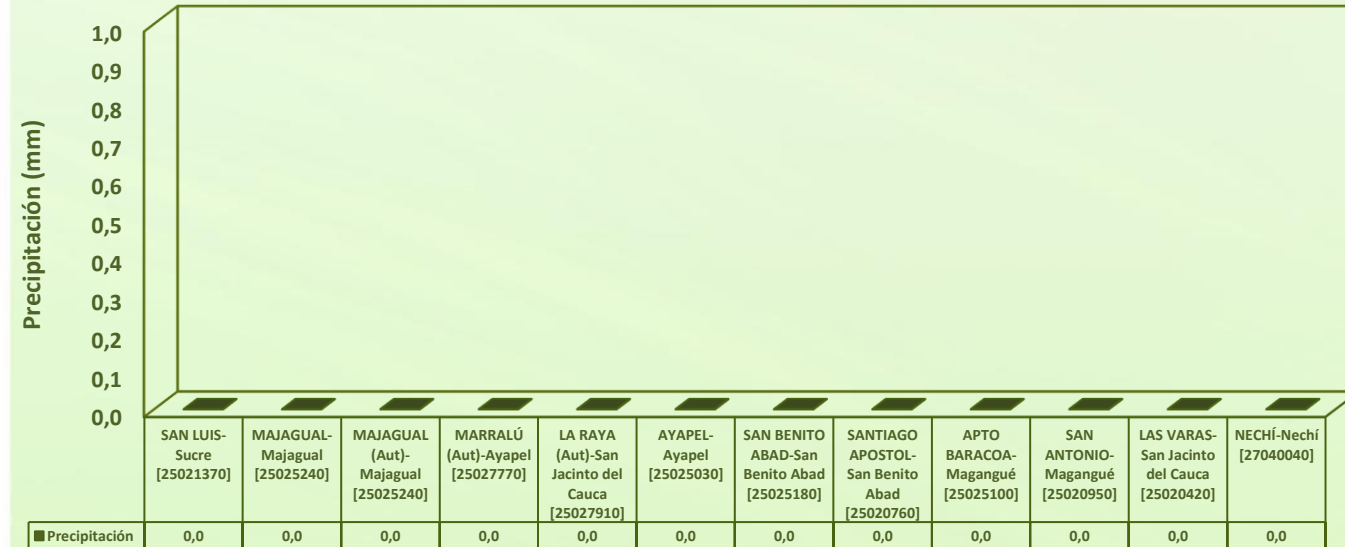 Precipitación (mm)
1,0
0,9
0,8
0,7
0,6
0,5
0,4
0,3
0,2
0,1
0,0
SAN LUIS-
Sucre
[25021370]
MAJAGUAL-
Majagual
[25025240]
MAJAGUAL
(Aut)-
Majagual
[25025240]
MARRALÚ
(Aut)-Ayapel
[25027770]
LA RAYA
(Aut)-San
Jacinto del
Cauca
[25027910]
AYAPEL-
Ayapel
[25025030]
SAN BENITO
ABAD-San
Benito Abad
[25025180]
SANTIAGO
APOSTOL-
San Benito
Abad
[25020760]
APTO
BARACOA-
Magangué
[25025100]
SAN
ANTONIO-
Magangué
[25020950]
LAS VARAS-
San Jacinto
del Cauca
[25020420]
NECHÍ-Nechí
[27040040]
Precipitación 0,0 0,0 0,0 0,0 0,0 0,0 0,0 0,0 0,0 0,0 0,0 0,0